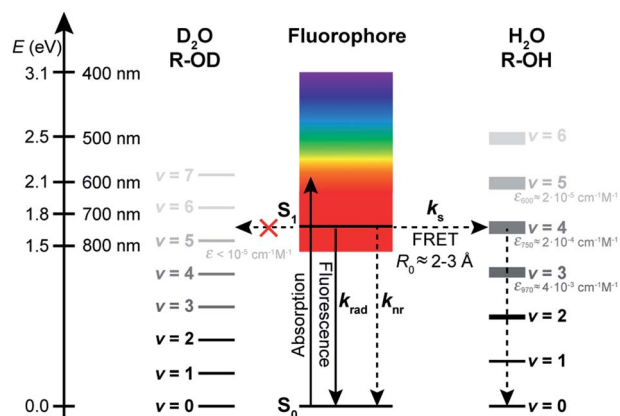 E (eV)
3.1
2.5
2.1
1.8
1.5
0.0
400 nm
500 nm
600 nm
700 nm
800 nm
D₂O
R-OD
v = 7
v = 6
v = 5
ε < 10⁻⁵ cm⁻¹M⁻¹
v = 4
v = 3
v = 2
v = 1
v = 0
Fluorophore
S₁
S₀
Absorption
Fluorescence
k_rad
k_nr
k_s
FRET
R₀ ≈ 2-3 Å
H₂O
R-OH
v = 6
v = 5
ε₆₀₀≈ 2·10⁻⁵ cm⁻¹M⁻¹
v = 4
ε₇₅₀≈ 2·10⁻⁴ cm⁻¹M⁻¹
v = 3
ε₉₇₀≈ 4·10⁻³ cm⁻¹M⁻¹
v = 2
v = 1
v = 0